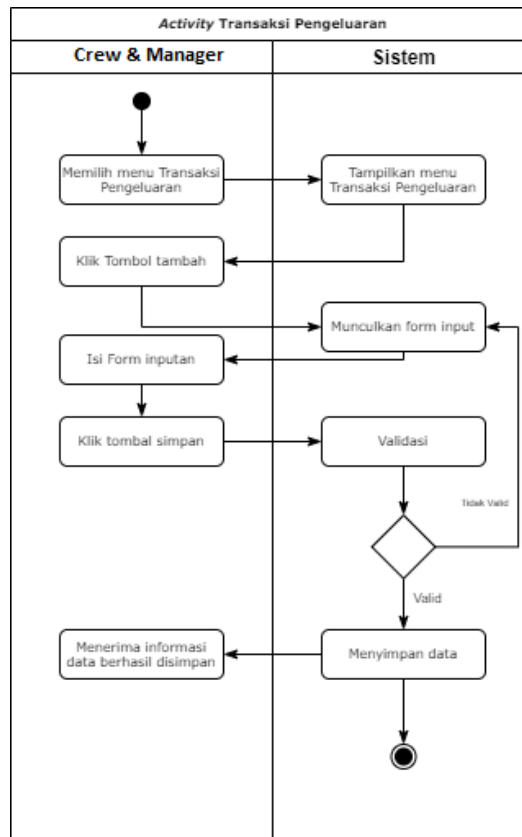 Activity Transaksi Pengeluaran
Crew & Manager
Sistem
Memilih menu Transaksi
Pengeluaran
Tampilkan menu
Transaksi Pengeluaran
Klik Tombol tambah
Munculkan form input
Isi Form inputan
Klik tombal simpan
Validasi
Tidak Valid
Valid
Menerima informasi
data berhasil disimpan
Menyimpan data